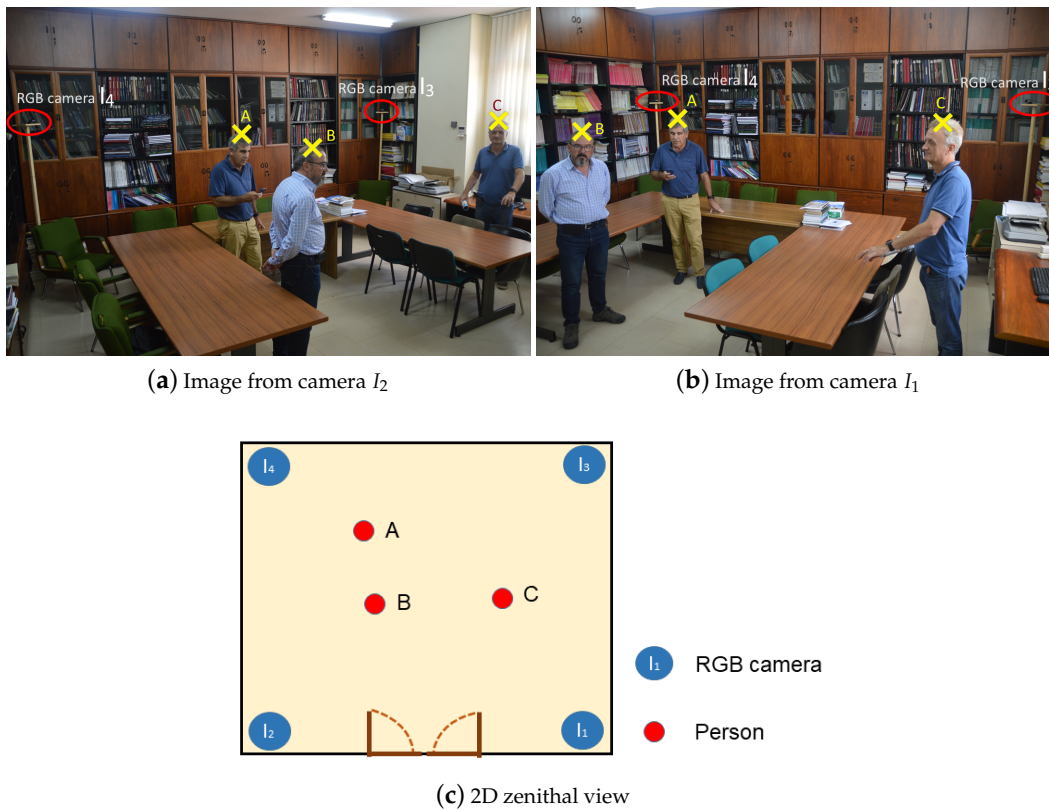 RGB camera I4
RGB camera I3
A
B
C
RGB camera I4
RGB camera I
B
A
C
(a) Image from camera I2
(b) Image from camera I1
I4
I3
A
B
C
I2
I1
I1 RGB camera
Person
(c) 2D zenithal view